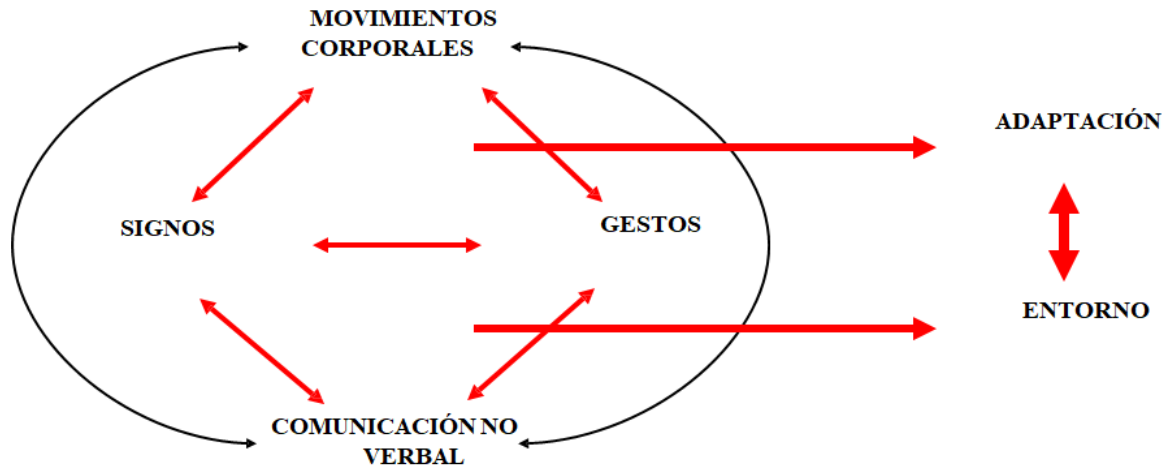 MOVIMIENTOS
CORPORALES
ADAPTACIÓN
SIGNOS
GESTOS
ENTORNO
COMUNICACIÓN NO
VERBAL